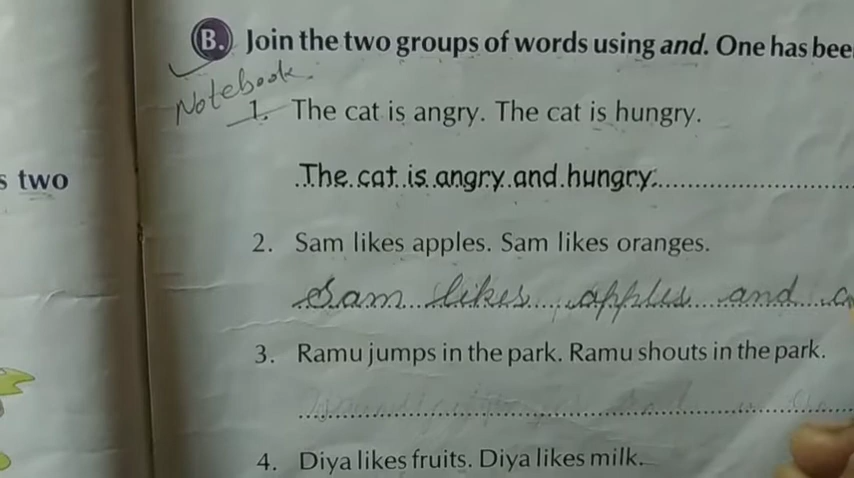 B. Join the two groups of words using and. One has bee
Notebook.
1. The cat is angry. The cat is hungry.
The cat is angry and hungry.
s two
2. Sam likes apples. Sam likes oranges.
Sam likes apples and
3. Ramu jumps in the park. Ramu shouts in the park.
4. Diya likes fruits. Diya likes milk.